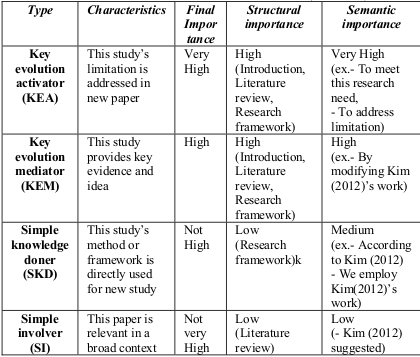 Type
Characteristics
Final
Impor
tance
Structural
importance
Semantic
importance
Key
evolution
activator
(KEA)
This study's
limitation is
addressed in
new paper
Very
High
High
(Introduction,
Literature
review,
Research
framework)
Very High
(ex.- To meet
this research
need,
- To address
limitation)
Key
evolution
mediator
(KEM)
This study
provides key
evidence and
idea
High
High
(Introduction,
Literature
review,
Research
framework)
High
(ex.- By
modifying Kim
(2012)'s work)
Simple
knowledge
doner
(SKD)
This study's
method or
framework is
directly used
for new study
Not
High
Low
(Research
framework)k
Medium
(ex.- According
to Kim (2012)
- We employ
Kim(2012)'s
work)
Simple
involver
(SI)
This paper is
relevant in a
broad context
Not
very
High
Low
(Literature
review)
Low
(- Kim (2012)
suggested)